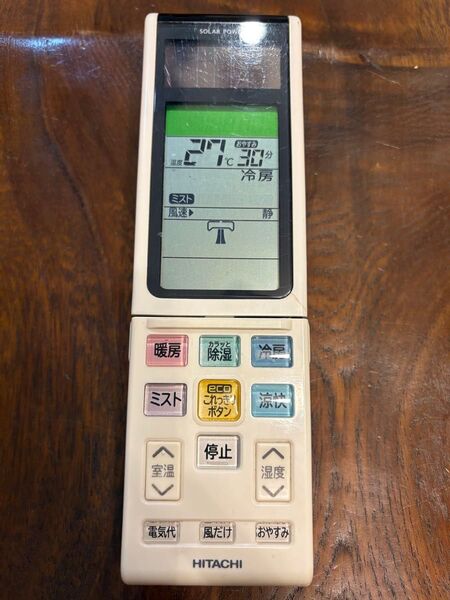 SOLAR POWER
温度 27℃ おやすみ 30分
冷房
ミスト
風速▶ 静
暖房 カラッと除湿 冷房
ミスト eco これっきりボタン 涼快
停止
室温 湿度
電気代 風だけ おやすみ
HITACHI